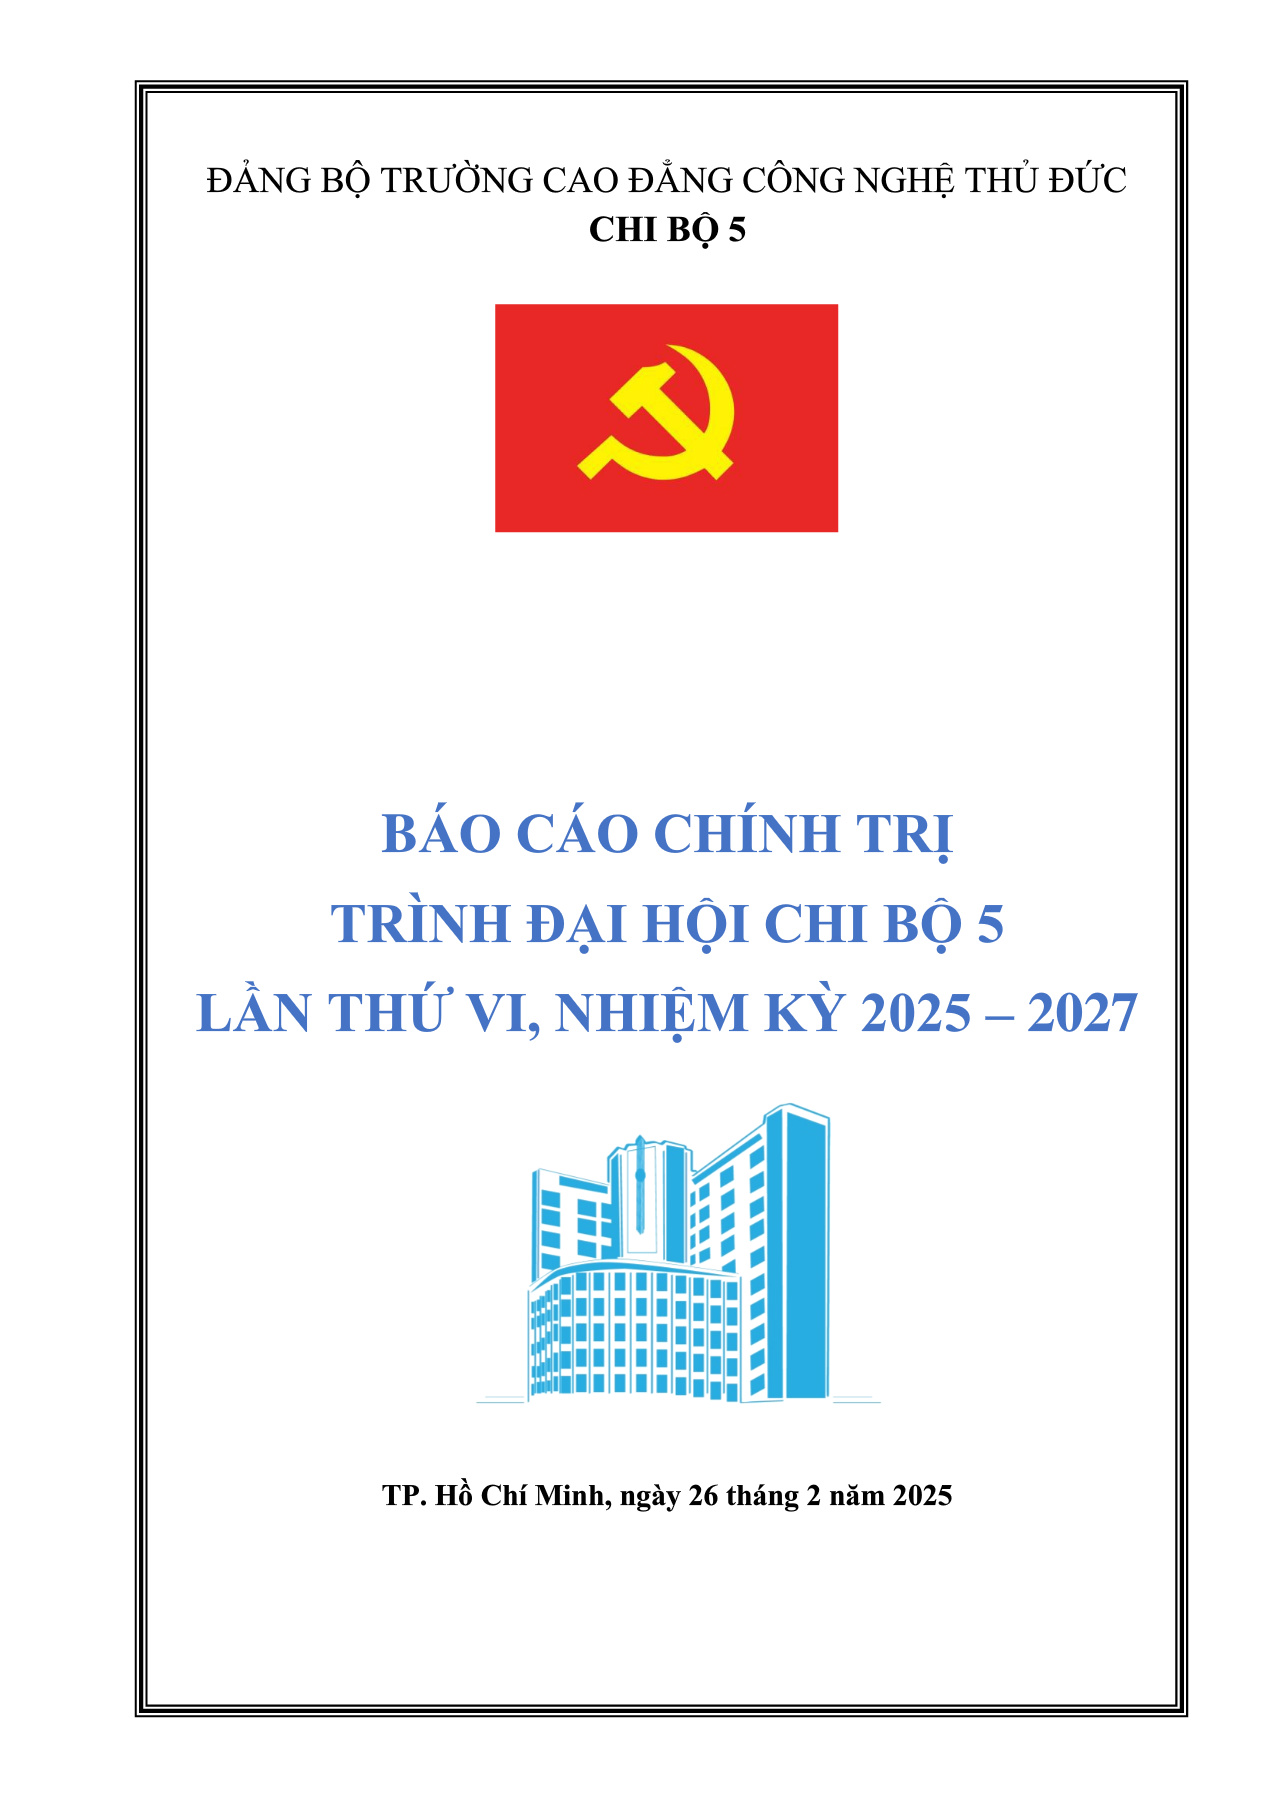 ĐẢNG BỘ TRƯỜNG CAO ĐẲNG CÔNG NGHỆ THỦ ĐỨC
CHI BỘ 5
BÁO CÁO CHÍNH TRỊ
TRÌNH ĐẠI HỘI CHI BỘ 5
LẦN THỨ VI, NHIỆM KỲ 2025 – 2027
TP. Hồ Chí Minh, ngày 26 tháng 2 năm 2025